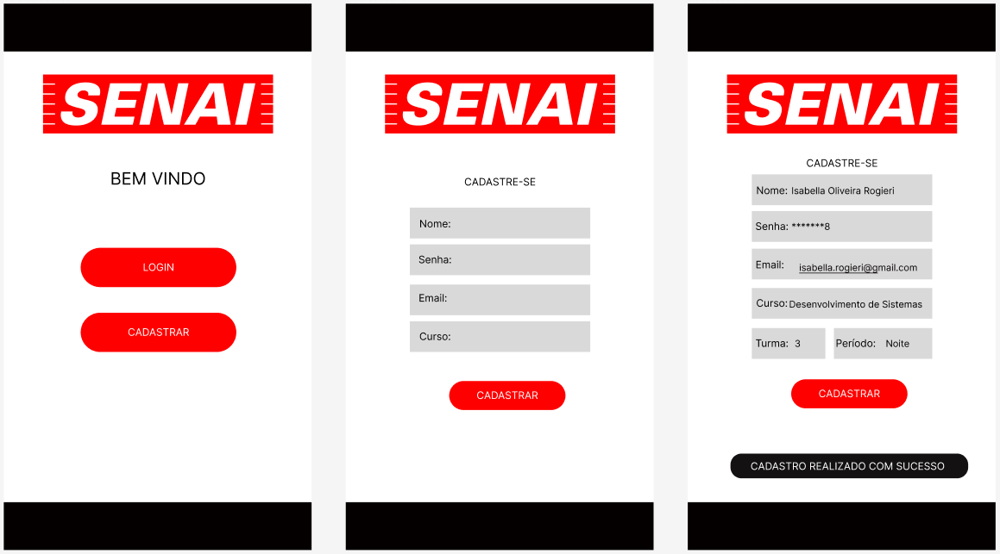 SENAI
BEM VINDO
LOGIN
CADASTRAR
SENAI
CADASTRE-SE
Nome:
Senha:
Email:
Curso:
CADASTRAR
SENAI
CADASTRE-SE
Nome: Isabella Oliveira Rogieri
Senha: *******8
Email: isabella.rogieri@gmail.com
Curso: Desenvolvimento de Sistemas
Turma: 3 Período: Noite
CADASTRAR
CADASTRO REALIZADO COM SUCESSO